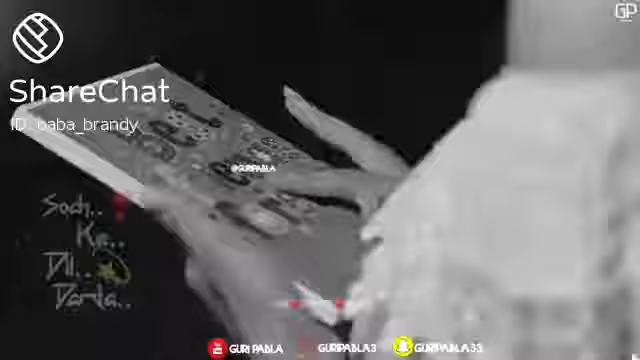 GP
ShareChat
ID: baba_brandy
@GURIPABLA
Soch..
Ke..
Dil..
Darda..
GURI PABLA
GURIPABLA3
GURIPABLA33